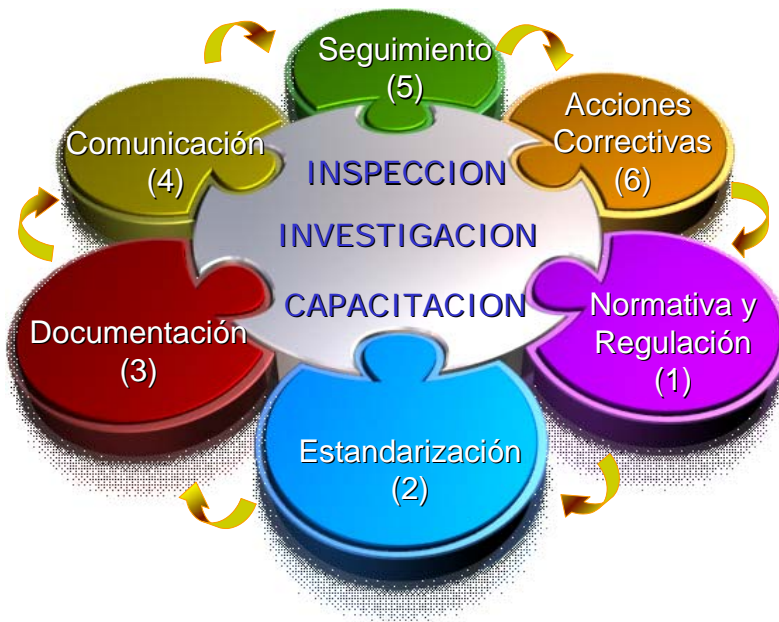 Seguimiento
(5)
Acciones
Correctivas
(6)
Comunicación
(4)
INSPECCION
INVESTIGACION
CAPACITACION
Normativa y
Regulación
(1)
Documentación
(3)
Estandarización
(2)